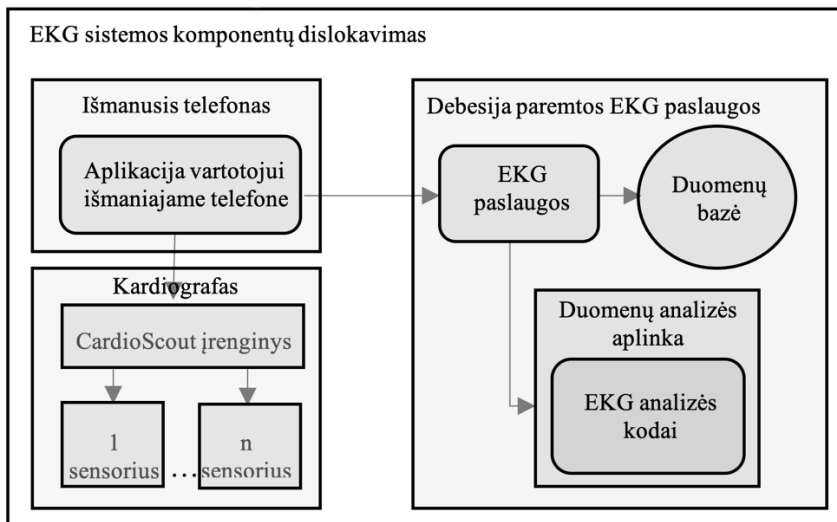 EKG sistemos komponentų dislokavimas
Išmanusis telefonas
Aplikacija vartotojui
išmaniajame telefone
Kardiografas
CardioScout įrenginys
1
sensorius
...
n
sensorius
Debesija paremtos EKG paslaugos
EKG
paslaugos
Duomenų
bazė
Duomenų analizės
aplinka
EKG analizės
kodai